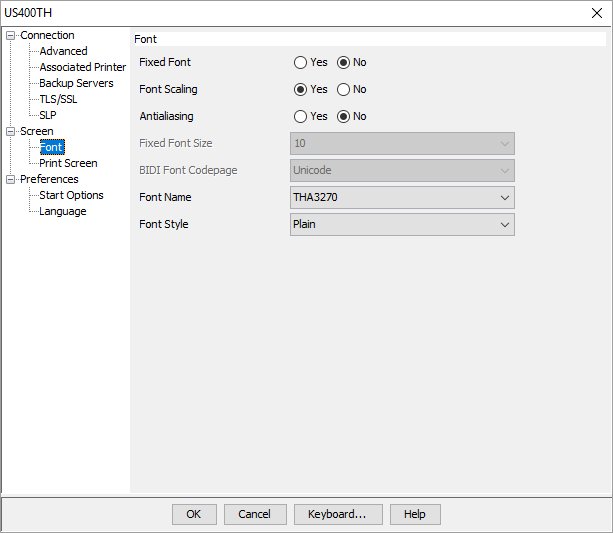 US400TH
Connection
Advanced
Associated Printer
Backup Servers
TLS/SSL
SLP
Screen
Font
Print Screen
Preferences
Start Options
Language
Font
Fixed Font Yes No
Font Scaling Yes No
Antialiasing Yes No
Fixed Font Size 10
BIDI Font Codepage Unicode
Font Name THA3270
Font Style Plain
OK Cancel Keyboard... Help